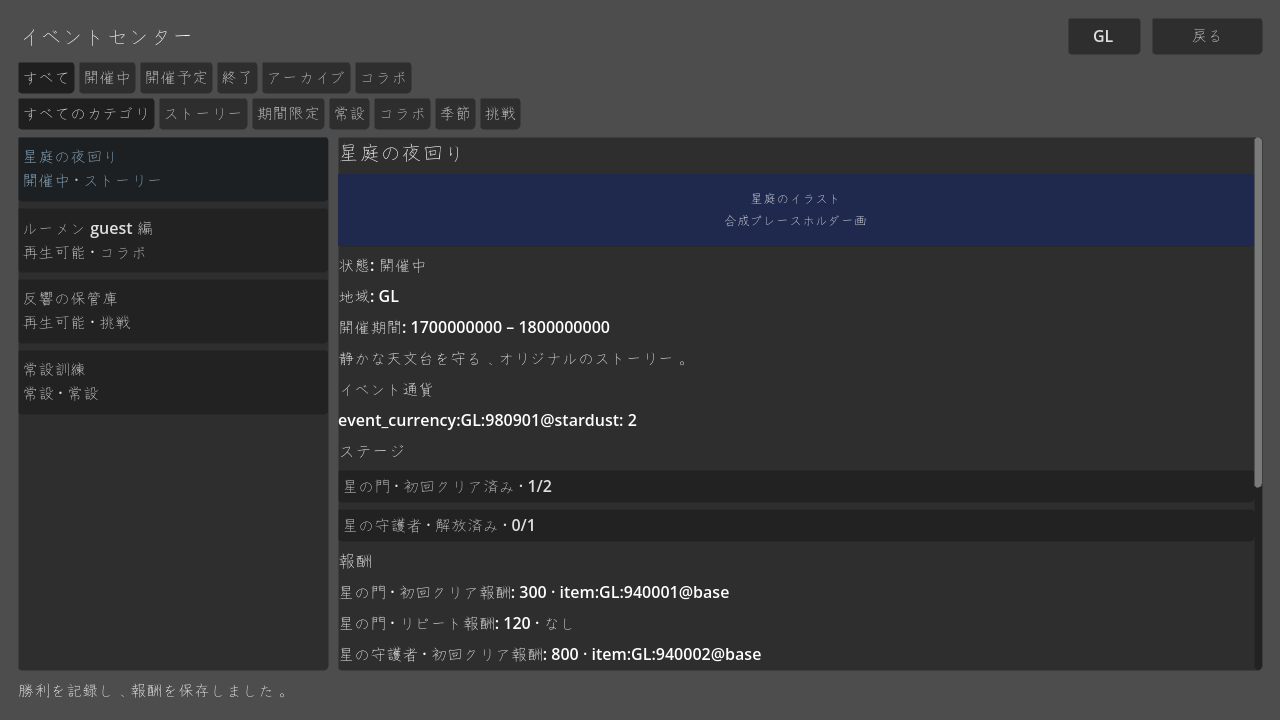 イベントセンター
GL
戻る
すべて 開催中 開催予定 終了 アーカイブ コラボ
すべてのカテゴリ ストーリー 期間限定 常設 コラボ 季節 挑戦
星庭の夜回り
開催中・ストーリー
ルーメン guest 編
再生可能・コラボ
反響の保管庫
再生可能・挑戦
常設訓練
常設・常設
星庭の夜回り
星庭のイラスト
合成プレースホルダー画
状態: 開催中
地域: GL
開催期間: 1700000000 – 1800000000
静かな天文台を守る、オリジナルのストーリー。
イベント通貨
event_currency:GL:980901@stardust: 2
ステージ
星の門・初回クリア済み · 1/2
星の守護者・解放済み · 0/1
報酬
星の門・初回クリア報酬: 300 · item:GL:940001@base
星の門・リピート報酬: 120 · なし
星の守護者・初回クリア報酬: 800 · item:GL:940002@base
勝利を記録し、報酬を保存しました。